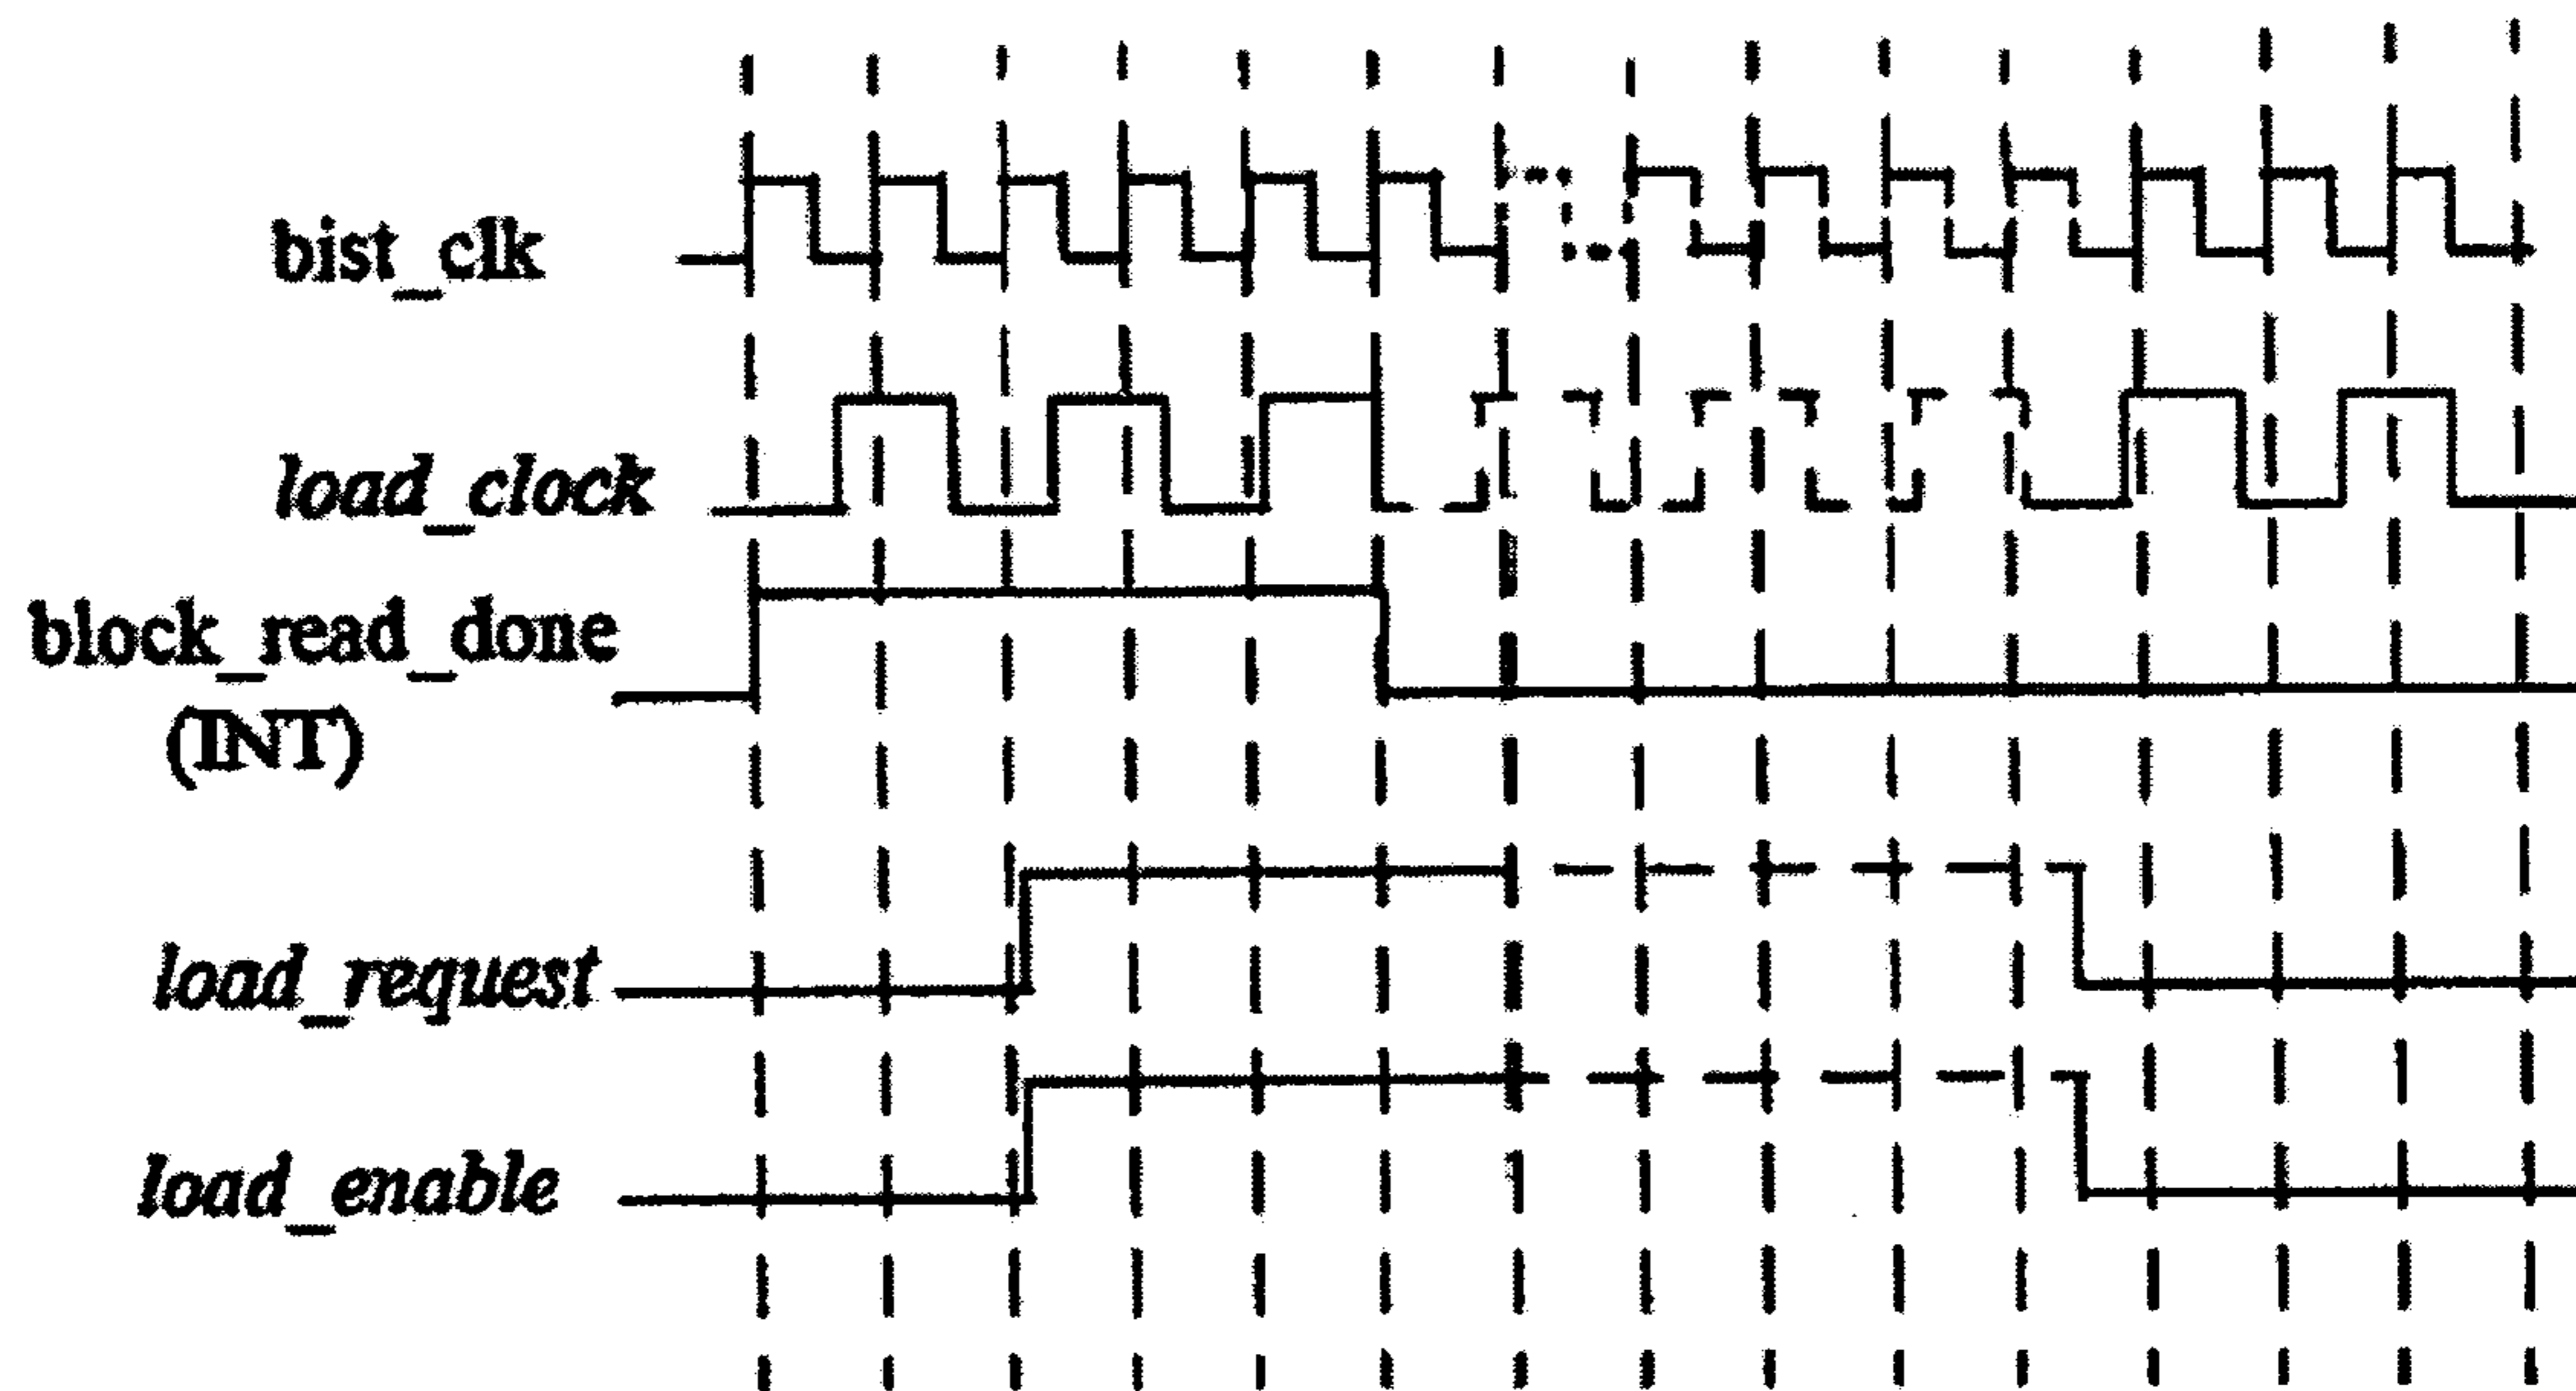 bist_clk
load_clock
block_read_done
(INT)
load_request
load_enable